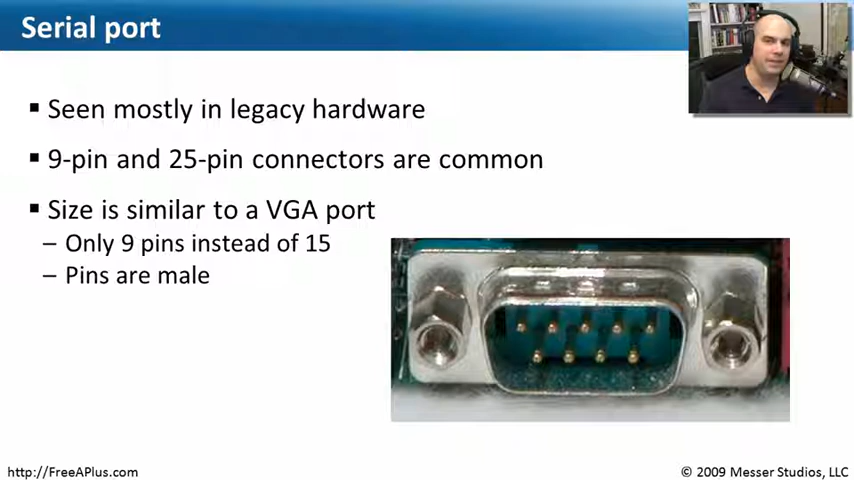 Serial port
▪ Seen mostly in legacy hardware
▪ 9-pin and 25-pin connectors are common
▪ Size is similar to a VGA port
– Only 9 pins instead of 15
– Pins are male
http://FreeAPlus.com
© 2009 Messer Studios, LLC